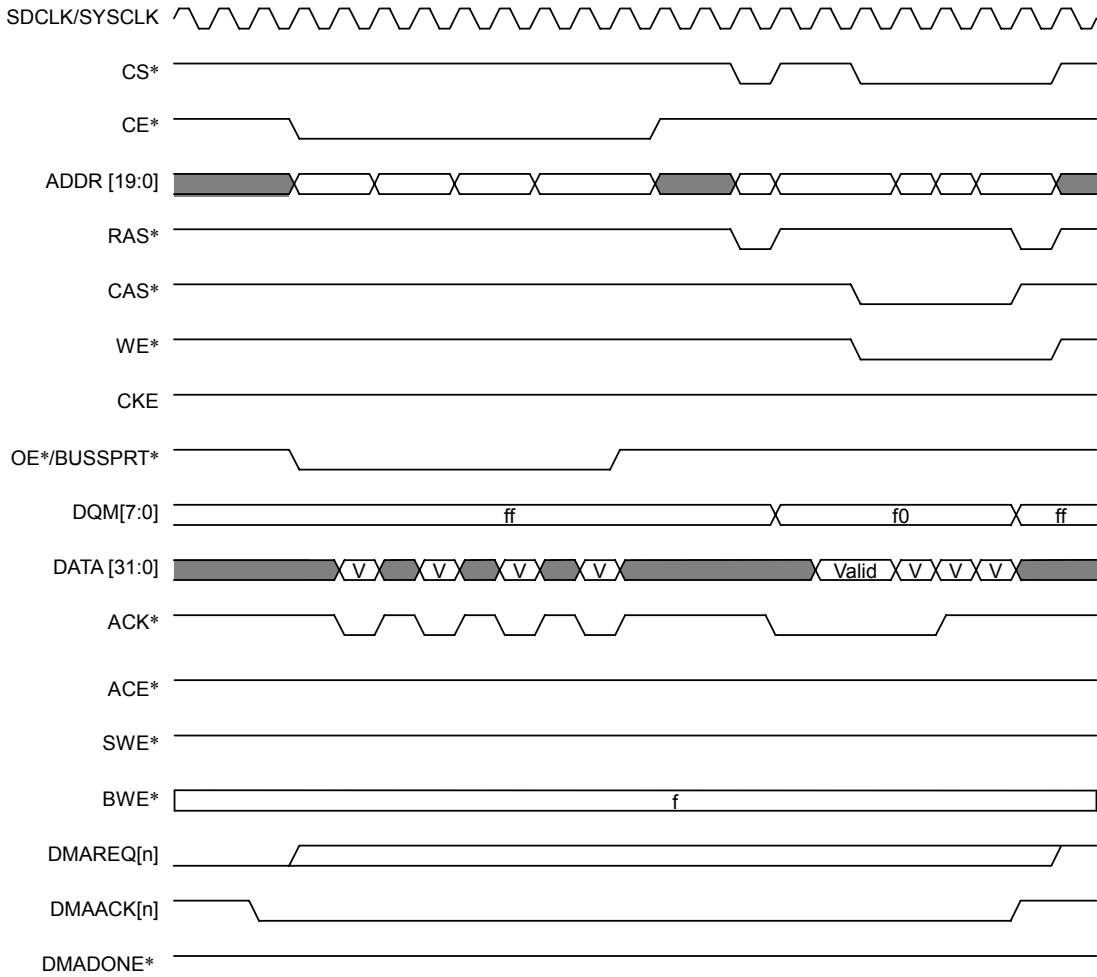 SDCLK/SYSCLK
CS*
CE*
ADDR [19:0]
RAS*
CAS*
WE*
CKE
OE*/BUSSPRT*
DQM[7:0] ff f0 ff
DATA [31:0] V V V V Valid V V V
ACK*
ACE*
SWE*
BWE* f
DMAREQ[n]
DMAACK[n]
DMADONE*